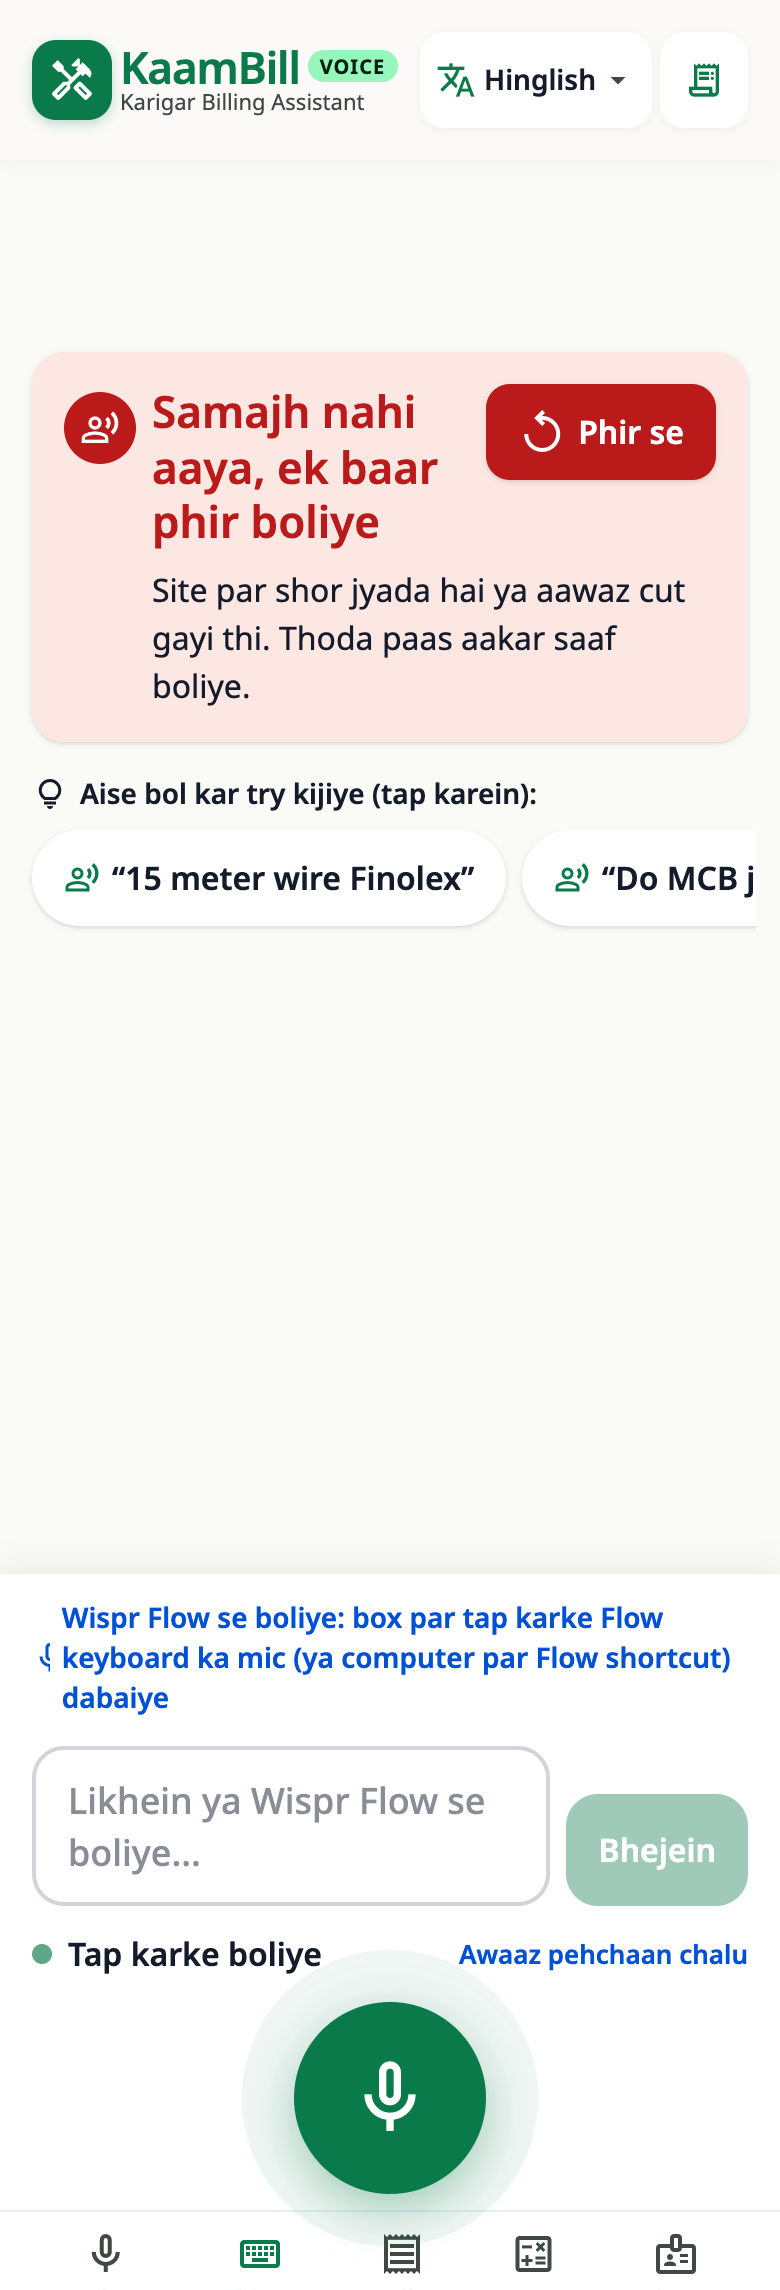 KaamBill VOICE
Karigar Billing Assistant
Hinglish
Samajh nahi
aaya, ek baar
phir boliye
Phir se
Site par shor jyada hai ya aawaz cut
gayi thi. Thoda paas aakar saaf
boliye.
Aise bol kar try kijiye (tap karein):
“15 meter wire Finolex”
“Do MCB j
Wispr Flow se boliye: box par tap karke Flow
keyboard ka mic (ya computer par Flow shortcut)
dabaiye
Likhein ya Wispr Flow se
boliye...
Bhejein
Tap karke boliye
Awaaz pehchaan chalu